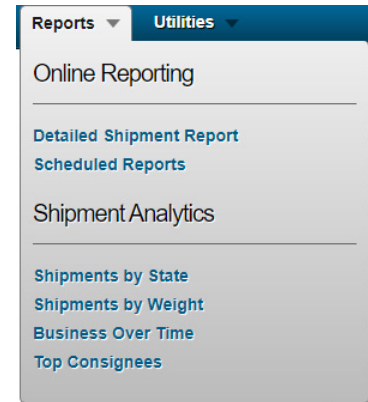 Reports Utilities
Online Reporting
Detailed Shipment Report
Scheduled Reports
Shipment Analytics
Shipments by State
Shipments by Weight
Business Over Time
Top Consignees